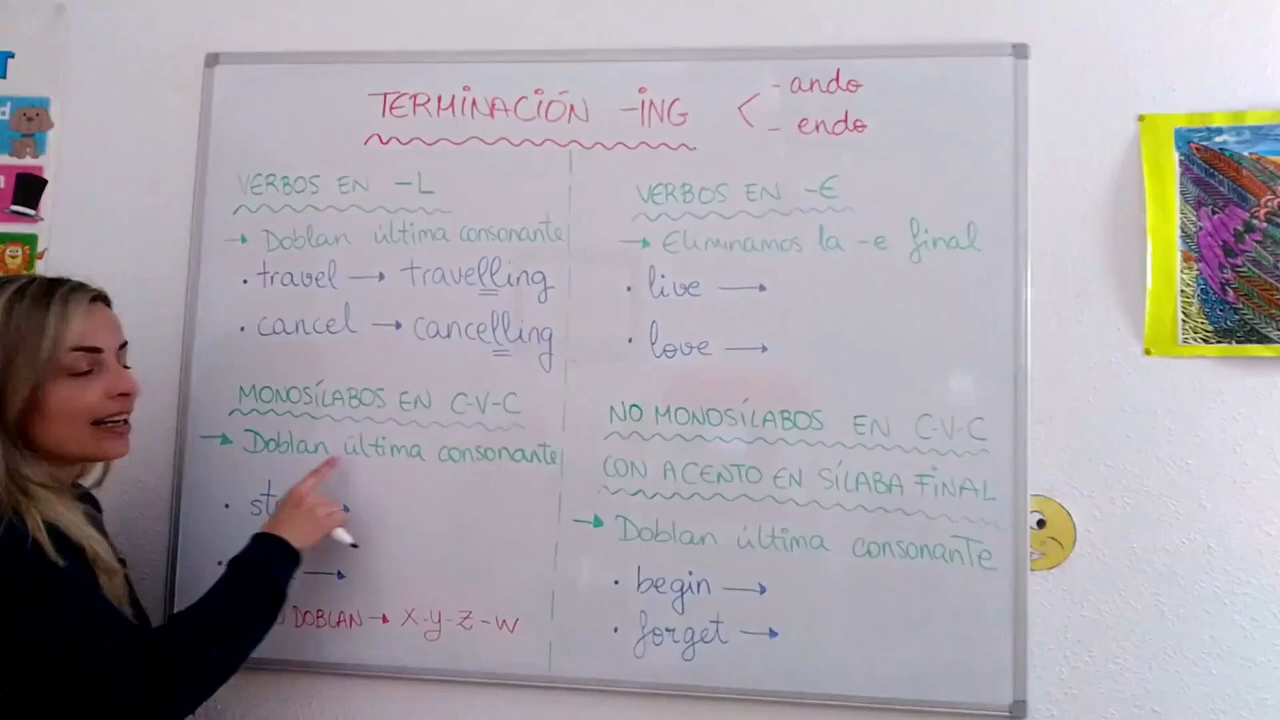 TERMINACIÓN -ING < - ando
- endo
VERBOS EN -L
→ Doblan última consonante
· travel → travelling
· cancel → cancelling
MONOSÍLABOS EN C-V-C
→ Doblan última consonante
DOBLAN → X-Y-Z-W
VERBOS EN -E
→ Eliminamos la -e final
· live →
· love →
NO MONOSÍLABOS EN C-V-C
CON ACENTO EN SÍLABA FINAL
→ Doblan última consonante
· begin →
· forget →